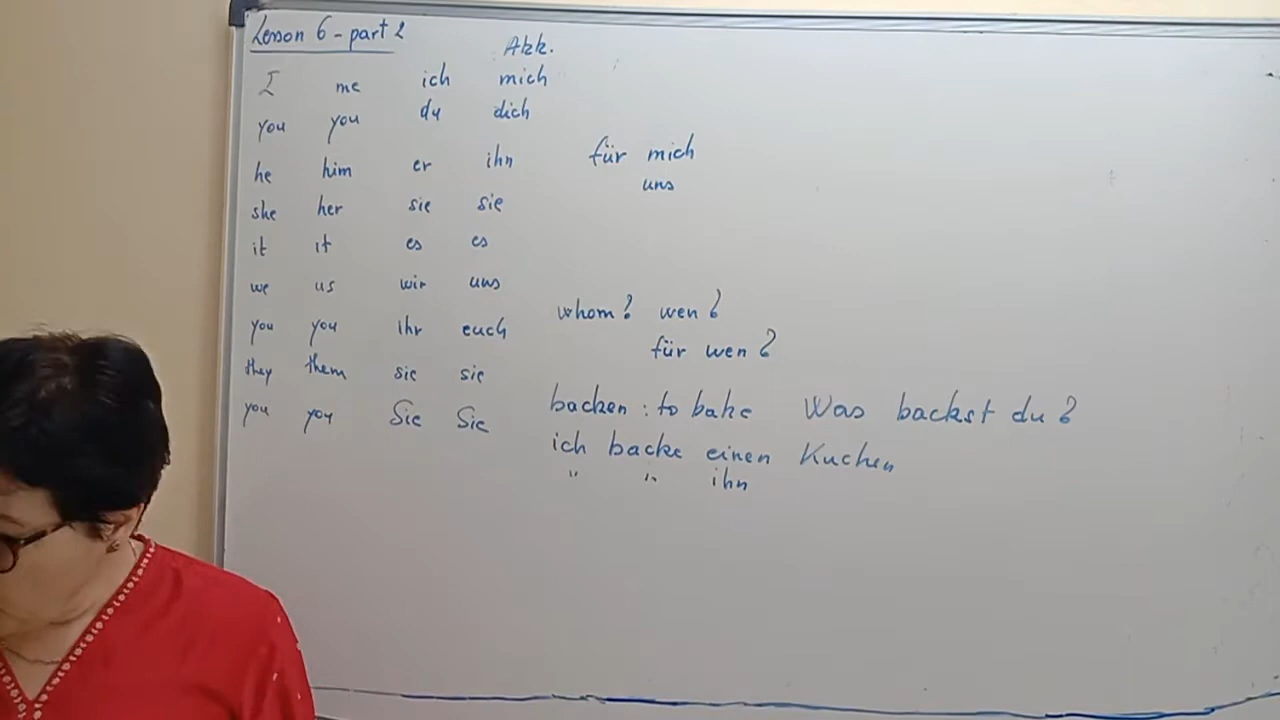 Lesson 6 - part 2
Akk.
I me ich mich
you you du dich
he him er ihn
she her sie sie
it it es es
we us wir uns
you you ihr euch
they them sie sie
you you Sie Sie
für mich
uns
whom? wen?
für wen?
backen : to bake Was backst du?
ich backe einen Kuchen
" " ihn